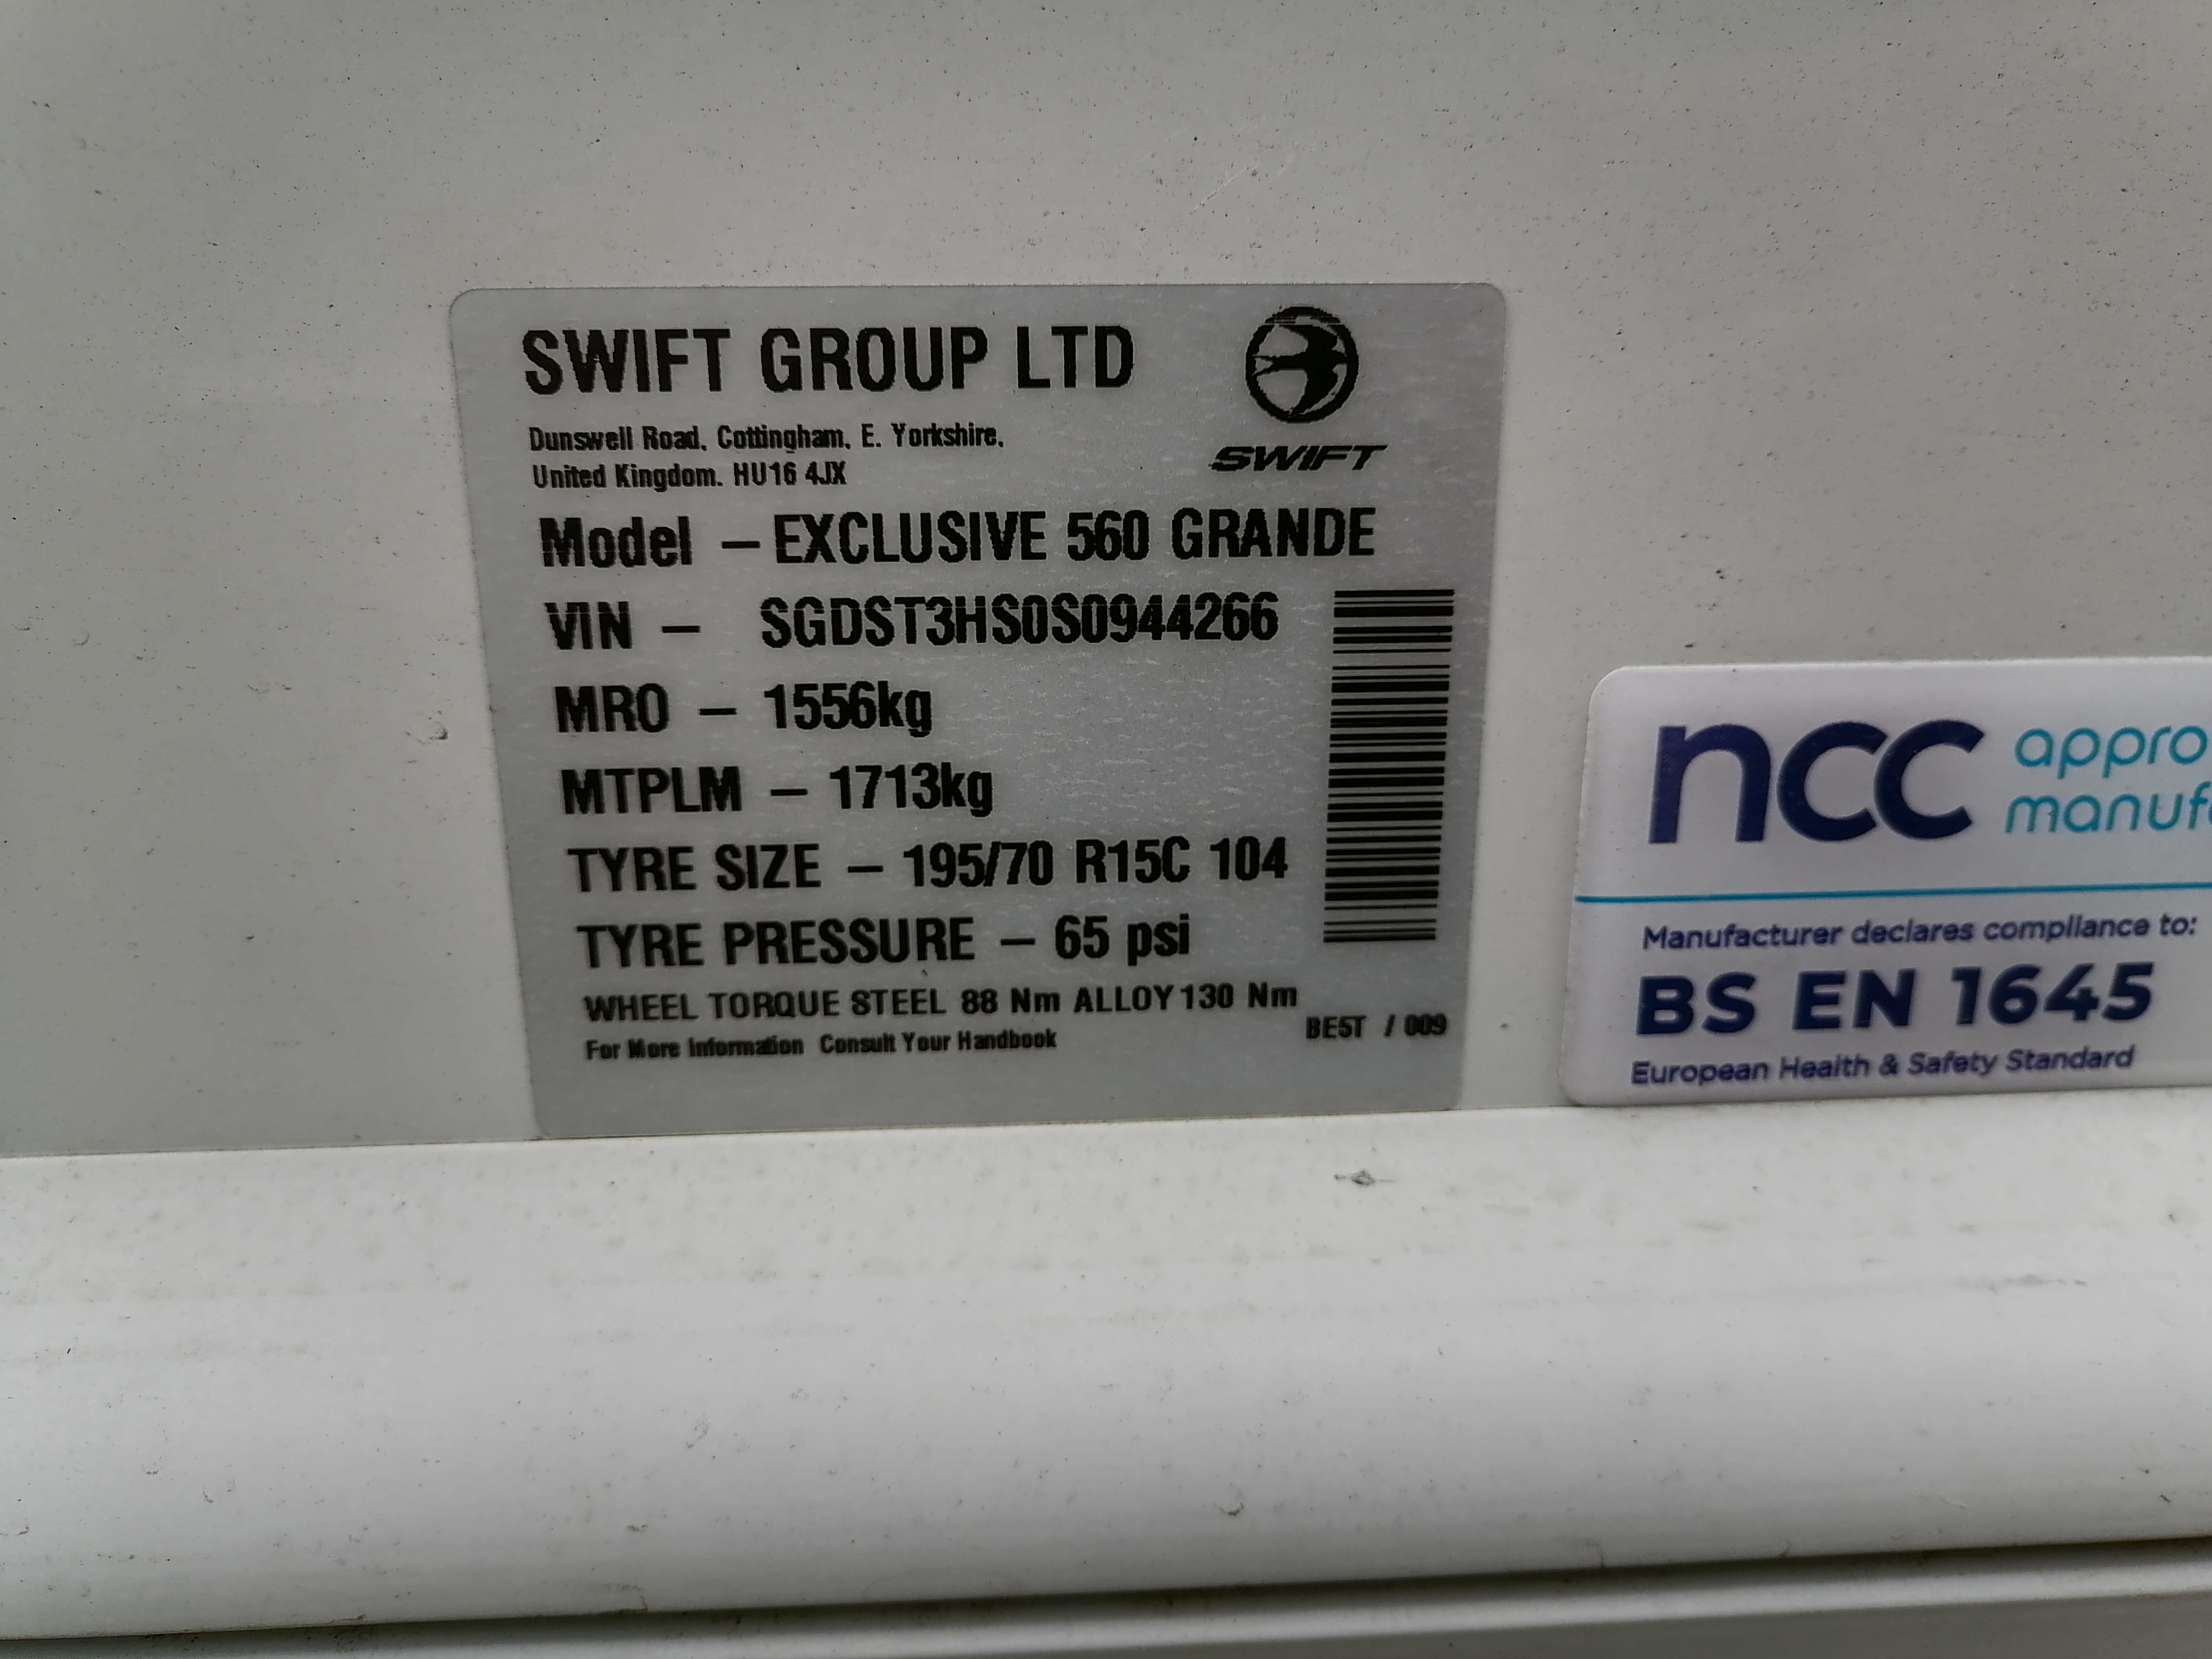 SWIFT GROUP LTD
Dunswell Road, Cottingham, E. Yorkshire,
United Kingdom. HU16 4JX
SWIFT
Model – EXCLUSIVE 560 GRANDE
VIN – SGDST3HS0S0944266
MRO – 1556kg
MTPLM – 1713kg
TYRE SIZE – 195/70 R15C 104
TYRE PRESSURE – 65 psi
WHEEL TORQUE STEEL 88 Nm ALLOY 130 Nm
For More Information Consult Your Handbook
BE5T / 009
ncc appro
manuf
Manufacturer declares compliance to:
BS EN 1645
European Health & Safety Standard